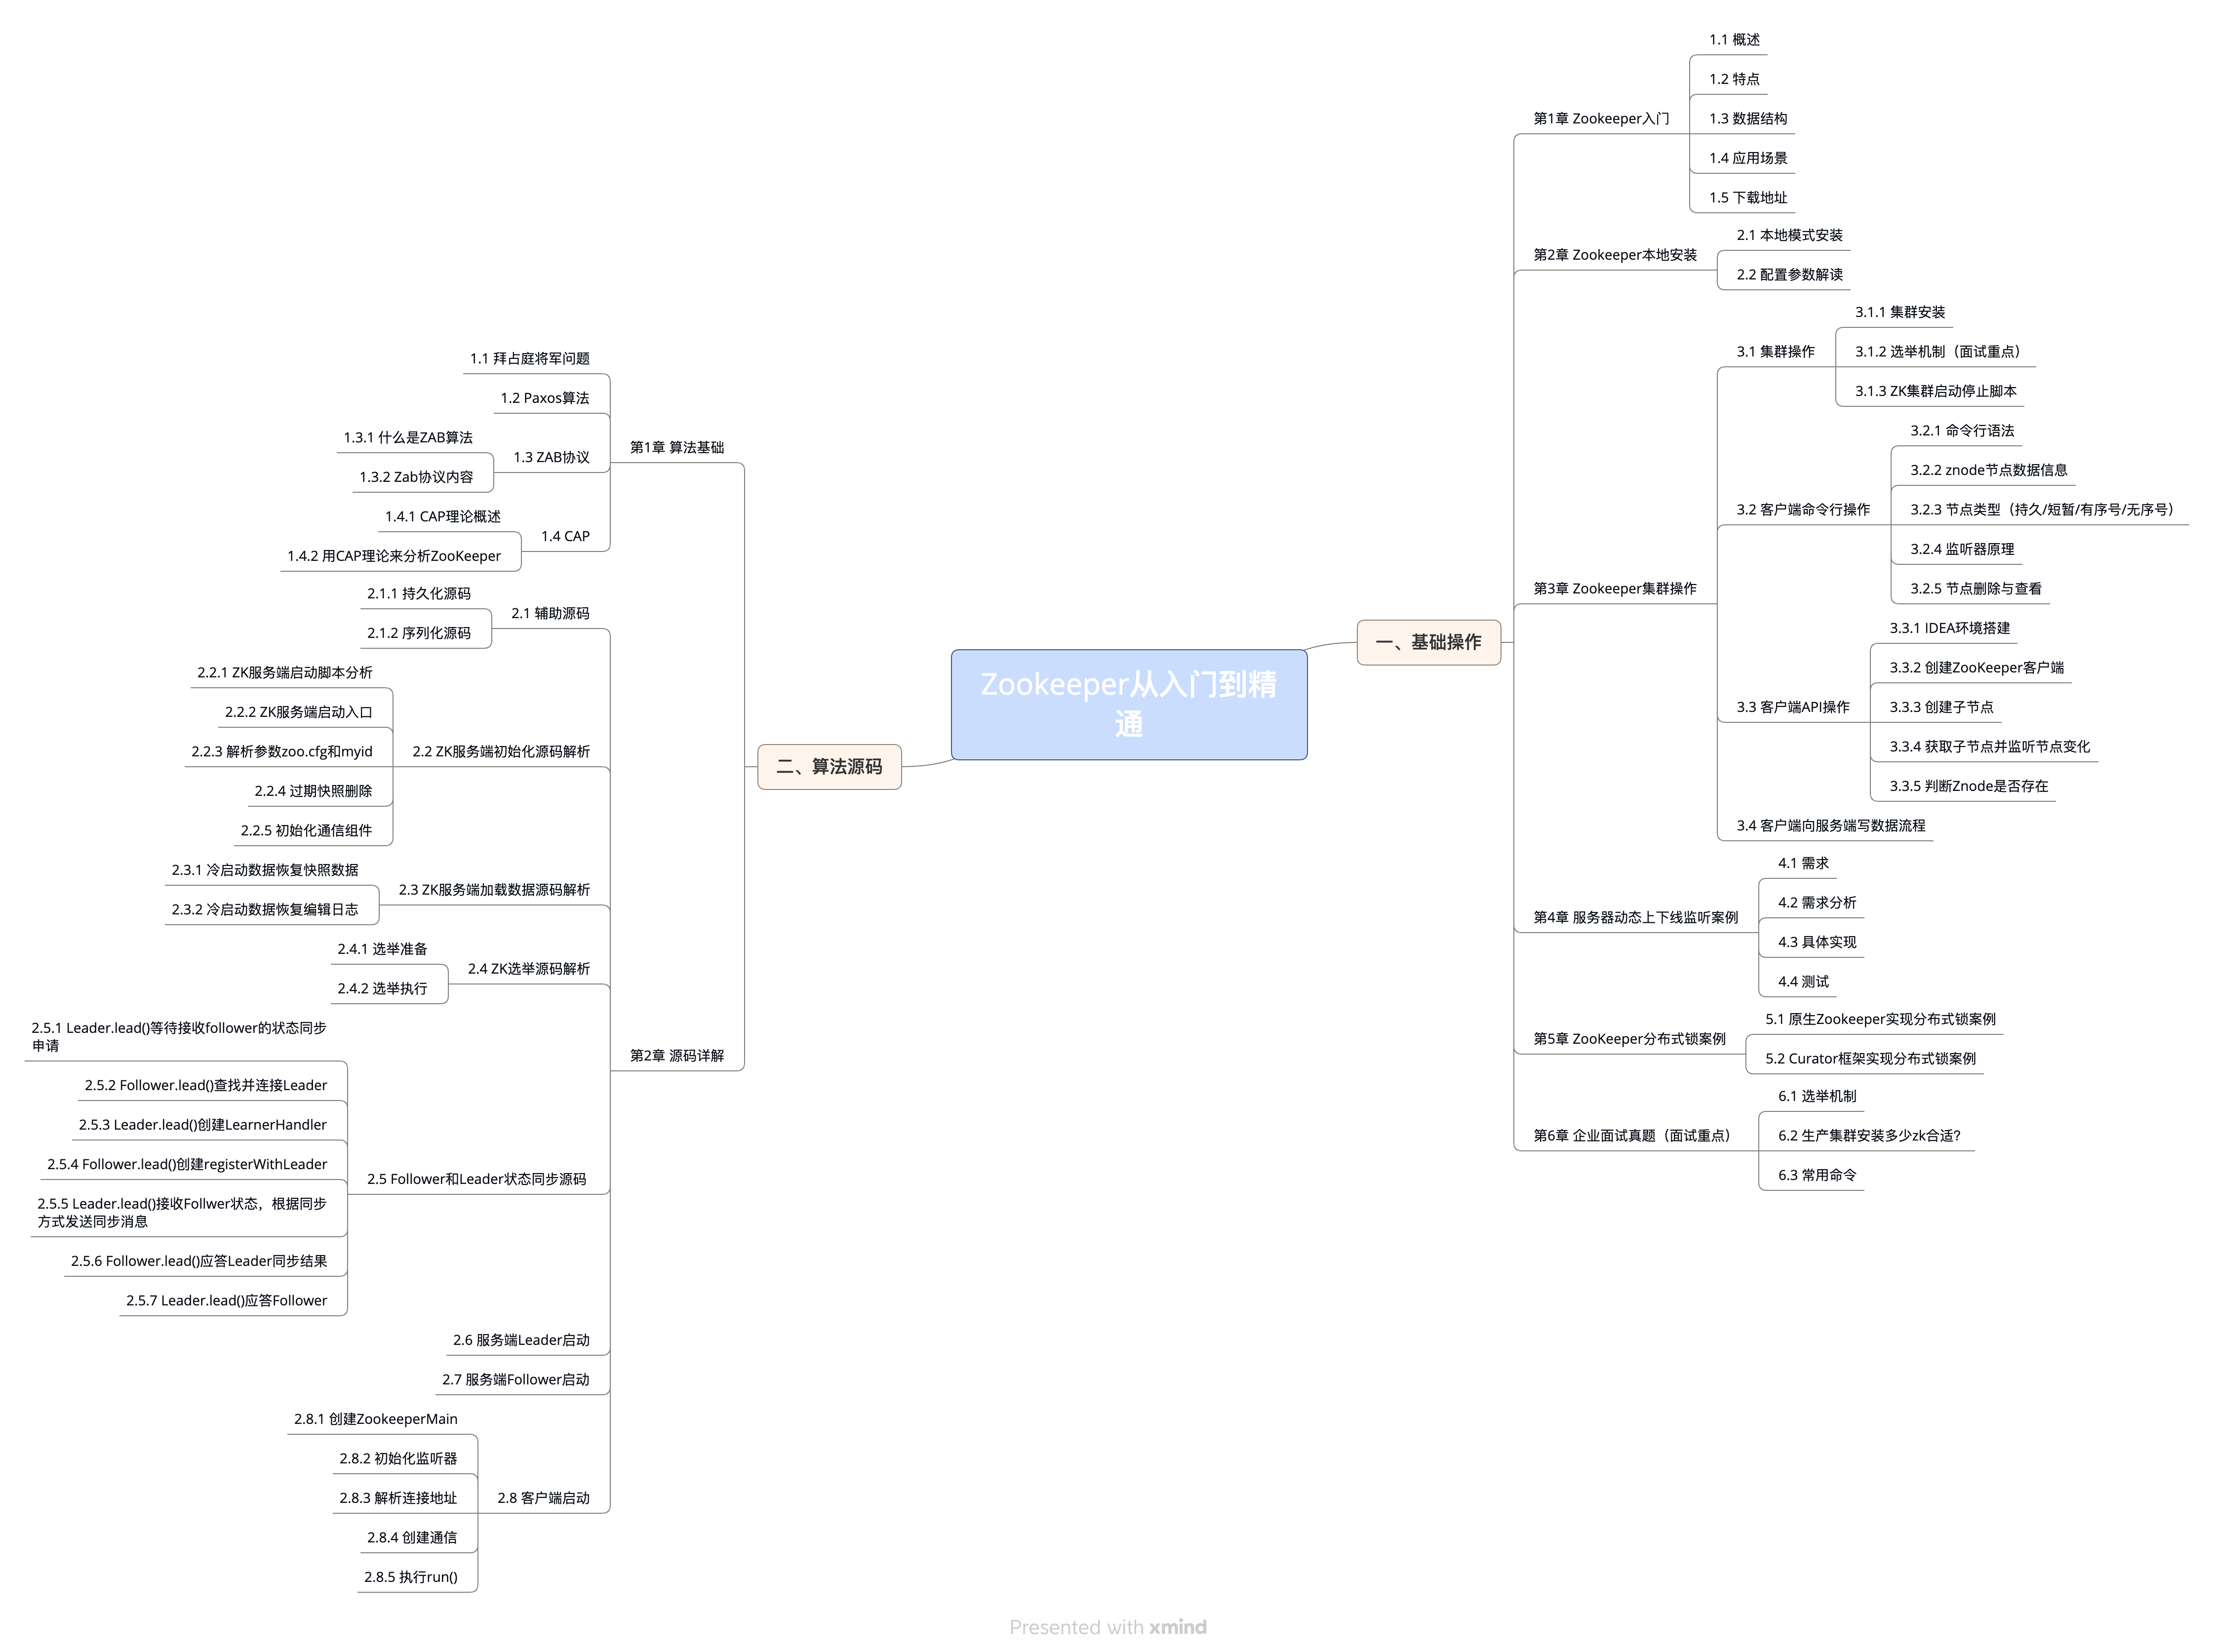 Zookeeper从入门到精
通
一、基础操作
第1章 Zookeeper入门
1.1 概述
1.2 特点
1.3 数据结构
1.4 应用场景
1.5 下载地址
第2章 Zookeeper本地安装
2.1 本地模式安装
2.2 配置参数解读
第3章 Zookeeper集群操作
3.1 集群操作
3.1.1 集群安装
3.1.2 选举机制（面试重点）
3.1.3 ZK集群启动停止脚本
3.2 客户端命令行操作
3.2.1 命令行语法
3.2.2 znode节点数据信息
3.2.3 节点类型（持久/短暂/有序号/无序号）
3.2.4 监听器原理
3.2.5 节点删除与查看
3.3 客户端API操作
3.3.1 IDEA环境搭建
3.3.2 创建ZooKeeper客户端
3.3.3 创建子节点
3.3.4 获取子节点并监听节点变化
3.3.5 判断Znode是否存在
3.4 客户端向服务端写数据流程
第4章 服务器动态上下线监听案例
4.1 需求
4.2 需求分析
4.3 具体实现
4.4 测试
第5章 ZooKeeper分布式锁案例
5.1 原生Zookeeper实现分布式锁案例
5.2 Curator框架实现分布式锁案例
第6章 企业面试真题（面试重点）
6.1 选举机制
6.2 生产集群安装多少zk合适？
6.3 常用命令
二、算法源码
第1章 算法基础
1.1 拜占庭将军问题
1.2 Paxos算法
1.3 ZAB协议
1.3.1 什么是ZAB算法
1.3.2 Zab协议内容
1.4 CAP
1.4.1 CAP理论概述
1.4.2 用CAP理论来分析ZooKeeper
第2章 源码详解
2.1 辅助源码
2.1.1 持久化源码
2.1.2 序列化源码
2.2 ZK服务端初始化源码解析
2.2.1 ZK服务端启动脚本分析
2.2.2 ZK服务端启动入口
2.2.3 解析参数zoo.cfg和myid
2.2.4 过期快照删除
2.2.5 初始化通信组件
2.3 ZK服务端加载数据源码解析
2.3.1 冷启动数据恢复快照数据
2.3.2 冷启动数据恢复编辑日志
2.4 ZK选举源码解析
2.4.1 选举准备
2.4.2 选举执行
2.5 Follower和Leader状态同步源码
2.5.1 Leader.lead()等待接收follower的状态同步
申请
2.5.2 Follower.lead()查找并连接Leader
2.5.3 Leader.lead()创建LearnerHandler
2.5.4 Follower.lead()创建registerWithLeader
2.5.5 Leader.lead()接收Follwer状态，根据同步
方式发送同步消息
2.5.6 Follower.lead()应答Leader同步结果
2.5.7 Leader.lead()应答Follower
2.6 服务端Leader启动
2.7 服务端Follower启动
2.8 客户端启动
2.8.1 创建ZookeeperMain
2.8.2 初始化监听器
2.8.3 解析连接地址
2.8.4 创建通信
2.8.5 执行run()
Presented with xmind